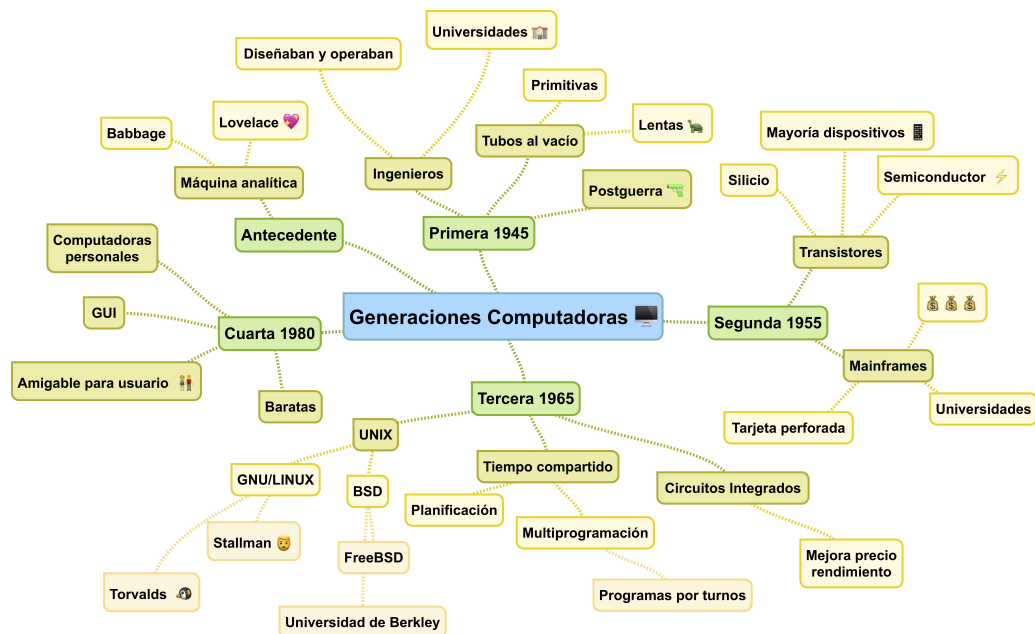 Generaciones Computadoras 🖥️
Antecedente
Máquina analítica
Babbage
Lovelace 💖
Primera 1945
Ingenieros
Diseñaban y operaban
Universidades 🏫
Tubos al vacío
Primitivas
Lentas 🐢
Postguerra 🔫
Segunda 1955
Transistores
Silicio
Mayoría dispositivos 📱
Semiconductor ⚡
Mainframes
💰 💰 💰
Universidades
Tarjeta perforada
Tercera 1965
UNIX
GNU/LINUX
Torvalds 🐧
Stallman 🧔
BSD
FreeBSD
Universidad de Berkley
Tiempo compartido
Planificación
Multiprogramación
Programas por turnos
Circuitos Integrados
Mejora precio
rendimiento
Cuarta 1980
Computadoras
personales
GUI
Amigable para usuario 👫
Baratas